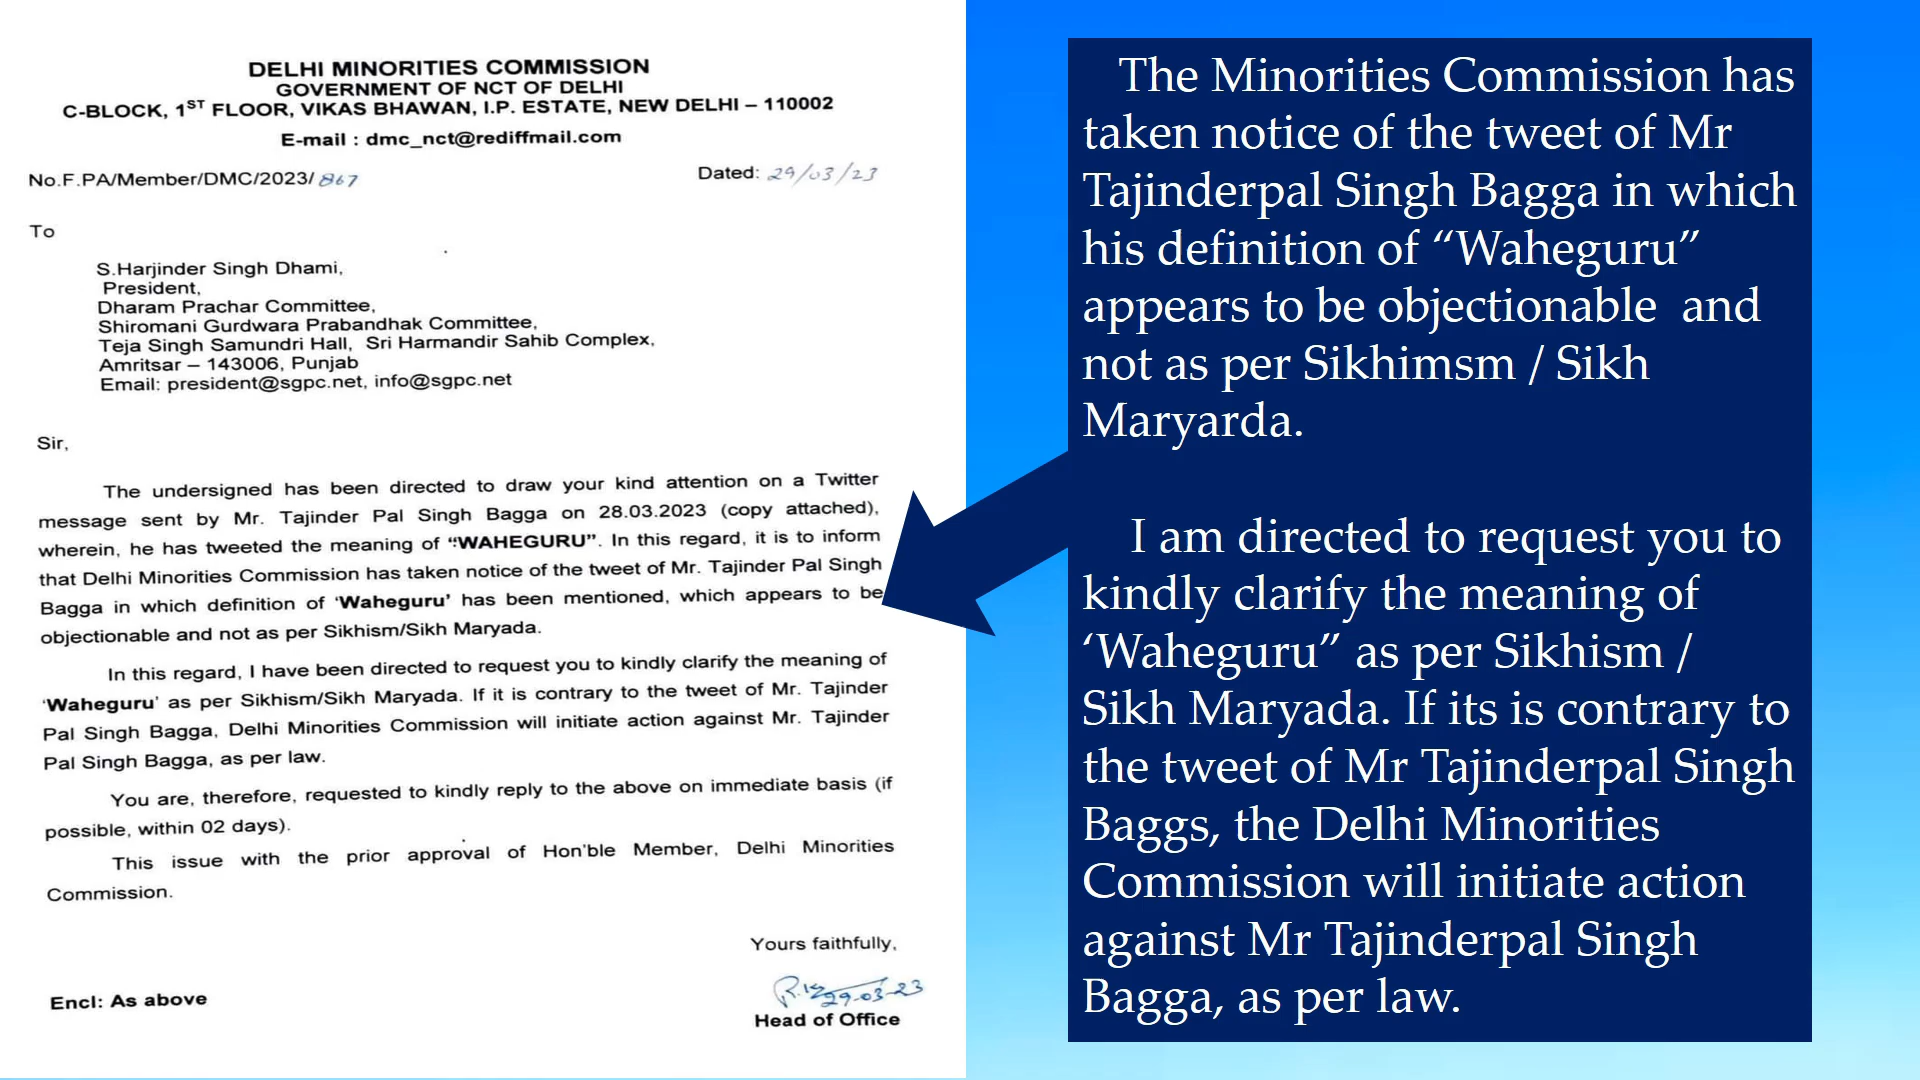 DELHI MINORITIES COMMISSION
GOVERNMENT OF NCT OF DELHI
C-BLOCK, 1ST FLOOR, VIKAS BHAWAN, I.P. ESTATE, NEW DELHI – 110002
E-mail : dmc_nct@rediffmail.com
No.F.PA/Member/DMC/2023/867
Dated: 29/03/23
To
S.Harjinder Singh Dhami,
President,
Dharam Prachar Committee,
Shiromani Gurdwara Prabandhak Committee,
Teja Singh Samundri Hall, Sri Harmandir Sahib Complex,
Amritsar – 143006, Punjab
Email: president@sgpc.net, info@sgpc.net
Sir,
The undersigned has been directed to draw your kind attention on a Twitter
message sent by Mr. Tajinder Pal Singh Bagga on 28.03.2023 (copy attached),
wherein, he has tweeted the meaning of “WAHEGURU”. In this regard, it is to inform
that Delhi Minorities Commission has taken notice of the tweet of Mr. Tajinder Pal Singh
Bagga in which definition of ‘Waheguru’ has been mentioned, which appears to be
objectionable and not as per Sikhism/Sikh Maryada.
In this regard, I have been directed to request you to kindly clarify the meaning of
‘Waheguru’ as per Sikhism/Sikh Maryada. If it is contrary to the tweet of Mr. Tajinder
Pal Singh Bagga, Delhi Minorities Commission will initiate action against Mr. Tajinder
Pal Singh Bagga, as per law.
You are, therefore, requested to kindly reply to the above on immediate basis (if
possible, within 02 days).
This issue with the prior approval of Hon'ble Member, Delhi Minorities
Commission.
Yours faithfully,
29-03-23
Encl: As above
Head of Office
The Minorities Commission has
taken notice of the tweet of Mr
Tajinderpal Singh Bagga in which
his definition of “Waheguru”
appears to be objectionable and
not as per Sikhimsm / Sikh
Maryarda.
I am directed to request you to
kindly clarify the meaning of
‘Waheguru” as per Sikhism /
Sikh Maryada. If its is contrary to
the tweet of Mr Tajinderpal Singh
Baggs, the Delhi Minorities
Commission will initiate action
against Mr Tajinderpal Singh
Bagga, as per law.